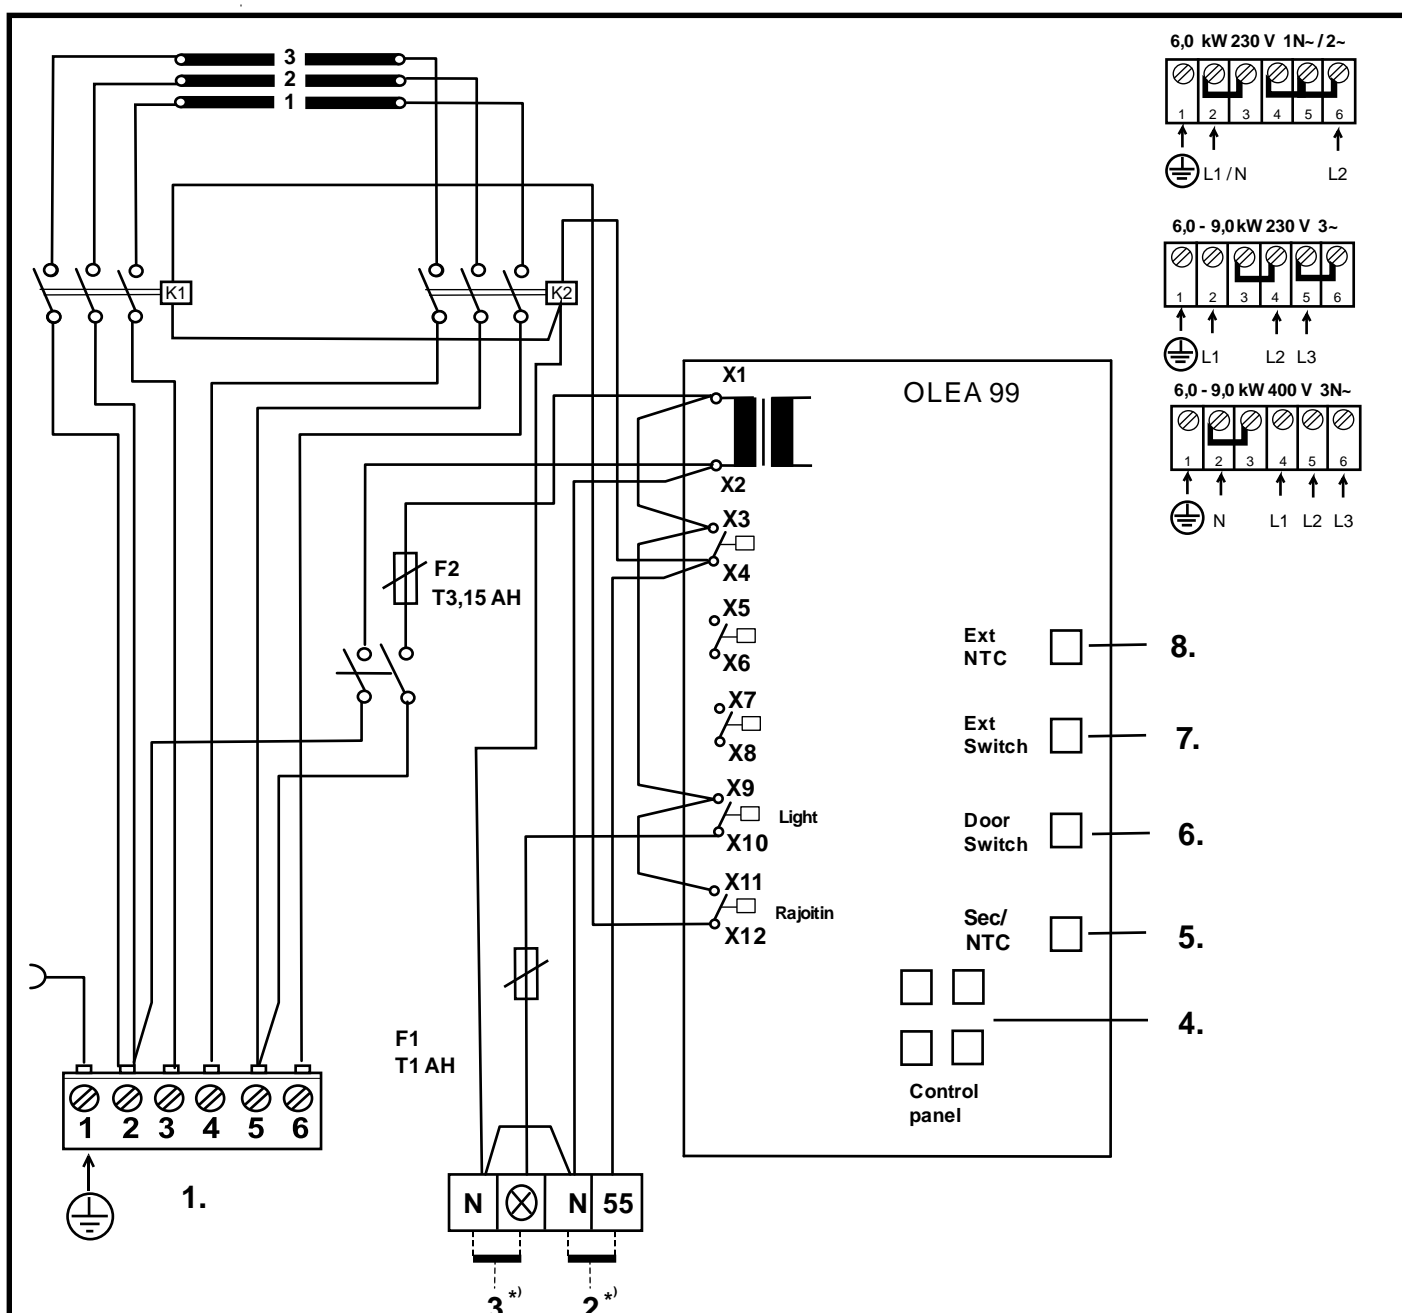 3
2
1
6,0 kW 230 V 1N~ / 2~
1 2 3 4 5 6
L1 / N L2
6,0 - 9,0 kW 230 V 3~
1 2 3 4 5 6
L1 L2 L3
6,0 - 9,0 kW 400 V 3N~
1 2 3 4 5 6
N L1 L2 L3
K1
K2
OLEA 99
X1
X2
X3
X4
X5
X6
X7
X8
X9
Light
X10
X11
Rajoitin
X12
F2
T3,15 AH
Ext
NTC
8.
Ext
Switch
7.
Door
Switch
6.
Sec/
NTC
5.
4.
Control
panel
F1
T1 AH
1 2 3 4 5 6
1.
N N 55
3 *)
2 *)